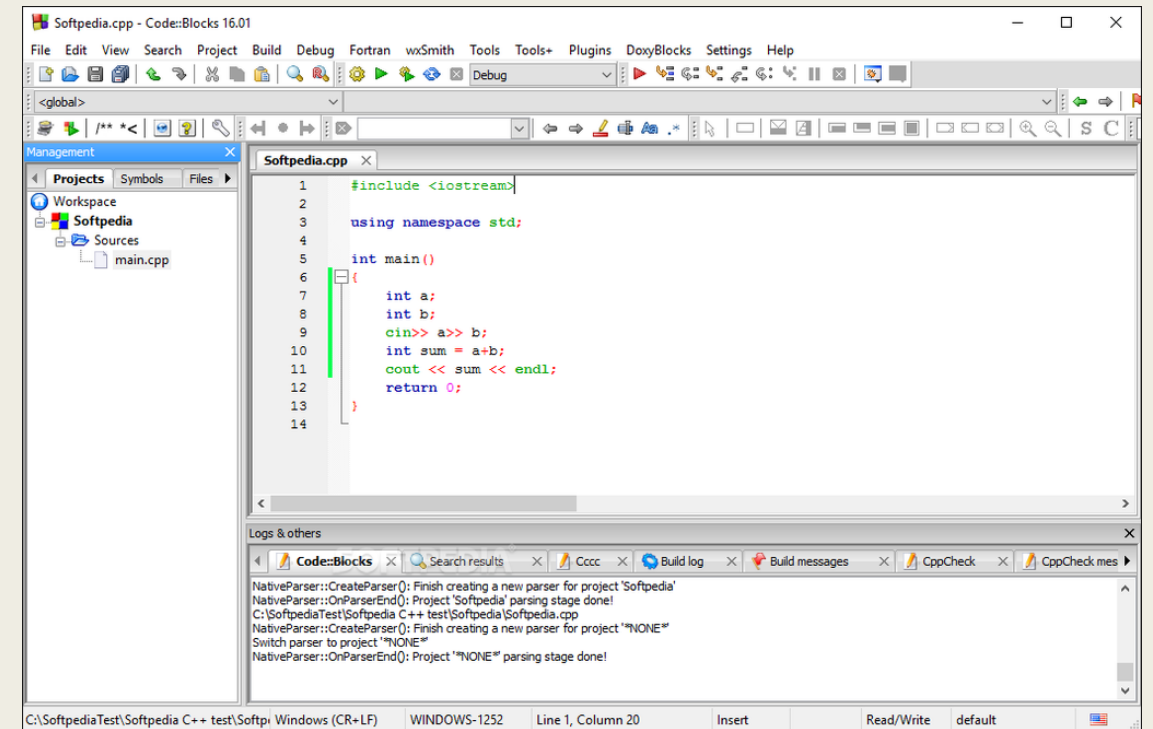 Softpedia.cpp - Code::Blocks 16.01
File Edit View Search Project Build Debug Fortran wxSmith Tools Tools+ Plugins DoxyBlocks Settings Help
Debug
<global>
/** *<
.*
S C
Management
Projects Symbols Files
Workspace
Softpedia
Sources
main.cpp
Softpedia.cpp
1 #include <iostream>
2
3 using namespace std;
4
5 int main()
6 {
7 int a;
8 int b;
9 cin>> a>> b;
10 int sum = a+b;
11 cout << sum << endl;
12 return 0;
13 }
14
Logs & others
SOFTPEDIA
Code::Blocks Search results Cccc Build log Build messages CppCheck CppCheck mes
NativeParser::CreateParser(): Finish creating a new parser for project 'Softpedia'
NativeParser::OnParserEnd(): Project 'Softpedia' parsing stage done!
C:\SoftpediaTest\Softpedia C++ test\Softpedia\Softpedia.cpp
NativeParser::CreateParser(): Finish creating a new parser for project '*NONE*'
Switch parser to project '*NONE*'
NativeParser::OnParserEnd(): Project '*NONE*' parsing stage done!
C:\SoftpediaTest\Softpedia C++ test\Softp Windows (CR+LF) WINDOWS-1252 Line 1, Column 20 Insert Read/Write default